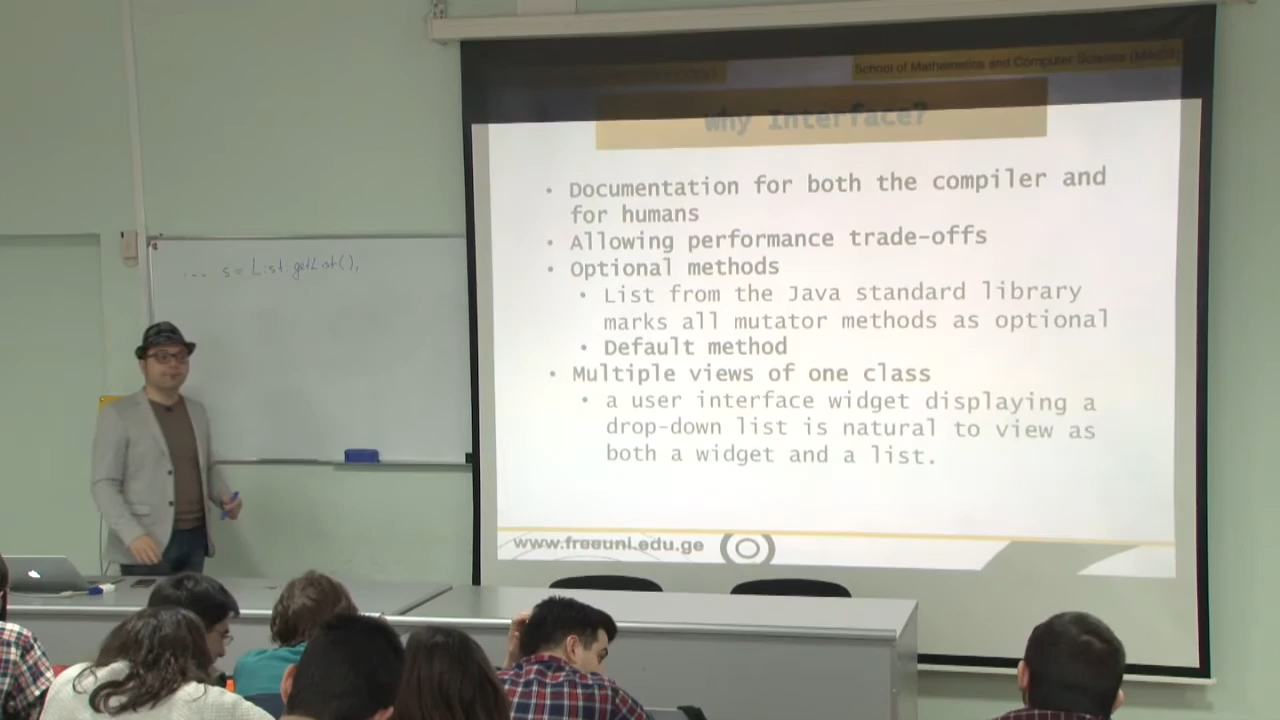 School of Mathematics and Computer Science (MACS)
Why Interface?
• Documentation for both the compiler and
for humans
• Allowing performance trade-offs
• Optional methods
• List from the Java standard library
marks all mutator methods as optional
• Default method
• Multiple views of one class
• a user interface widget displaying a
drop-down list is natural to view as
both a widget and a list.
www.freeuni.edu.ge
... s = List.getList();